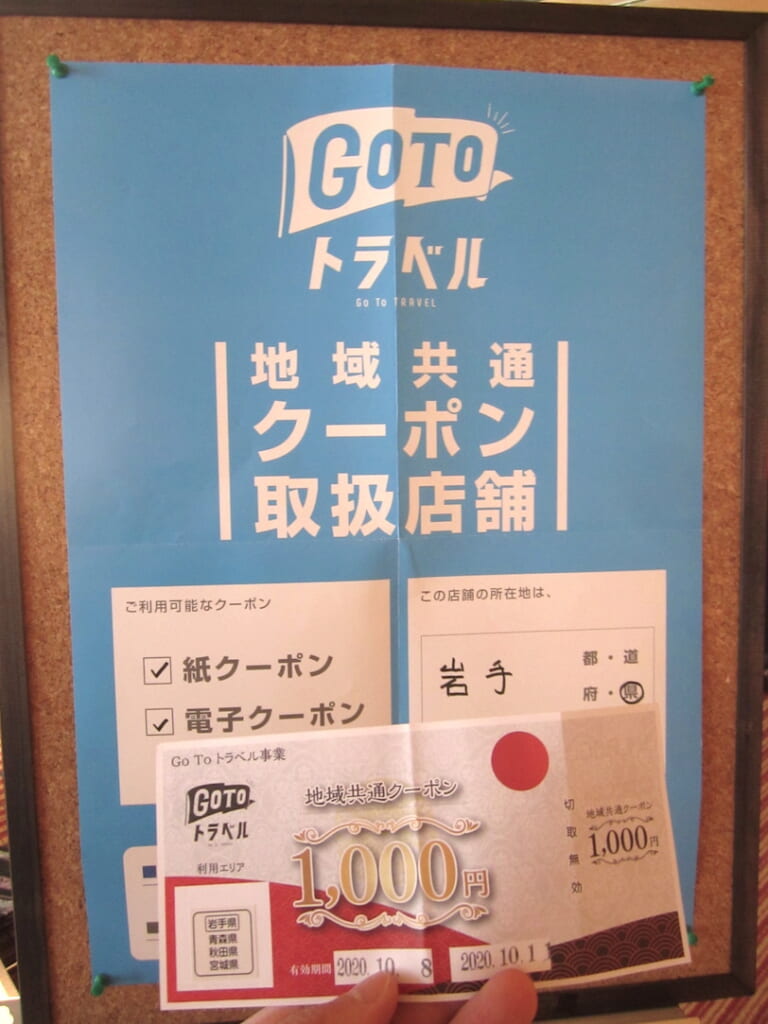 GOTO
トラベル
Go To TRAVEL
地域共通
クーポン
取扱店舗
ご利用可能なクーポン
紙クーポン
電子クーポン
この店舗の所在地は、
岩手
都・道
府・県
Go To トラベル事業
GOTO
トラベル
地域共通クーポン
1,000円
利用エリア
岩手県
青森県
秋田県
宮城県
有効期間 2020.10. 8 2020.10.11
切取無効
地域共通クーポン
1,000円